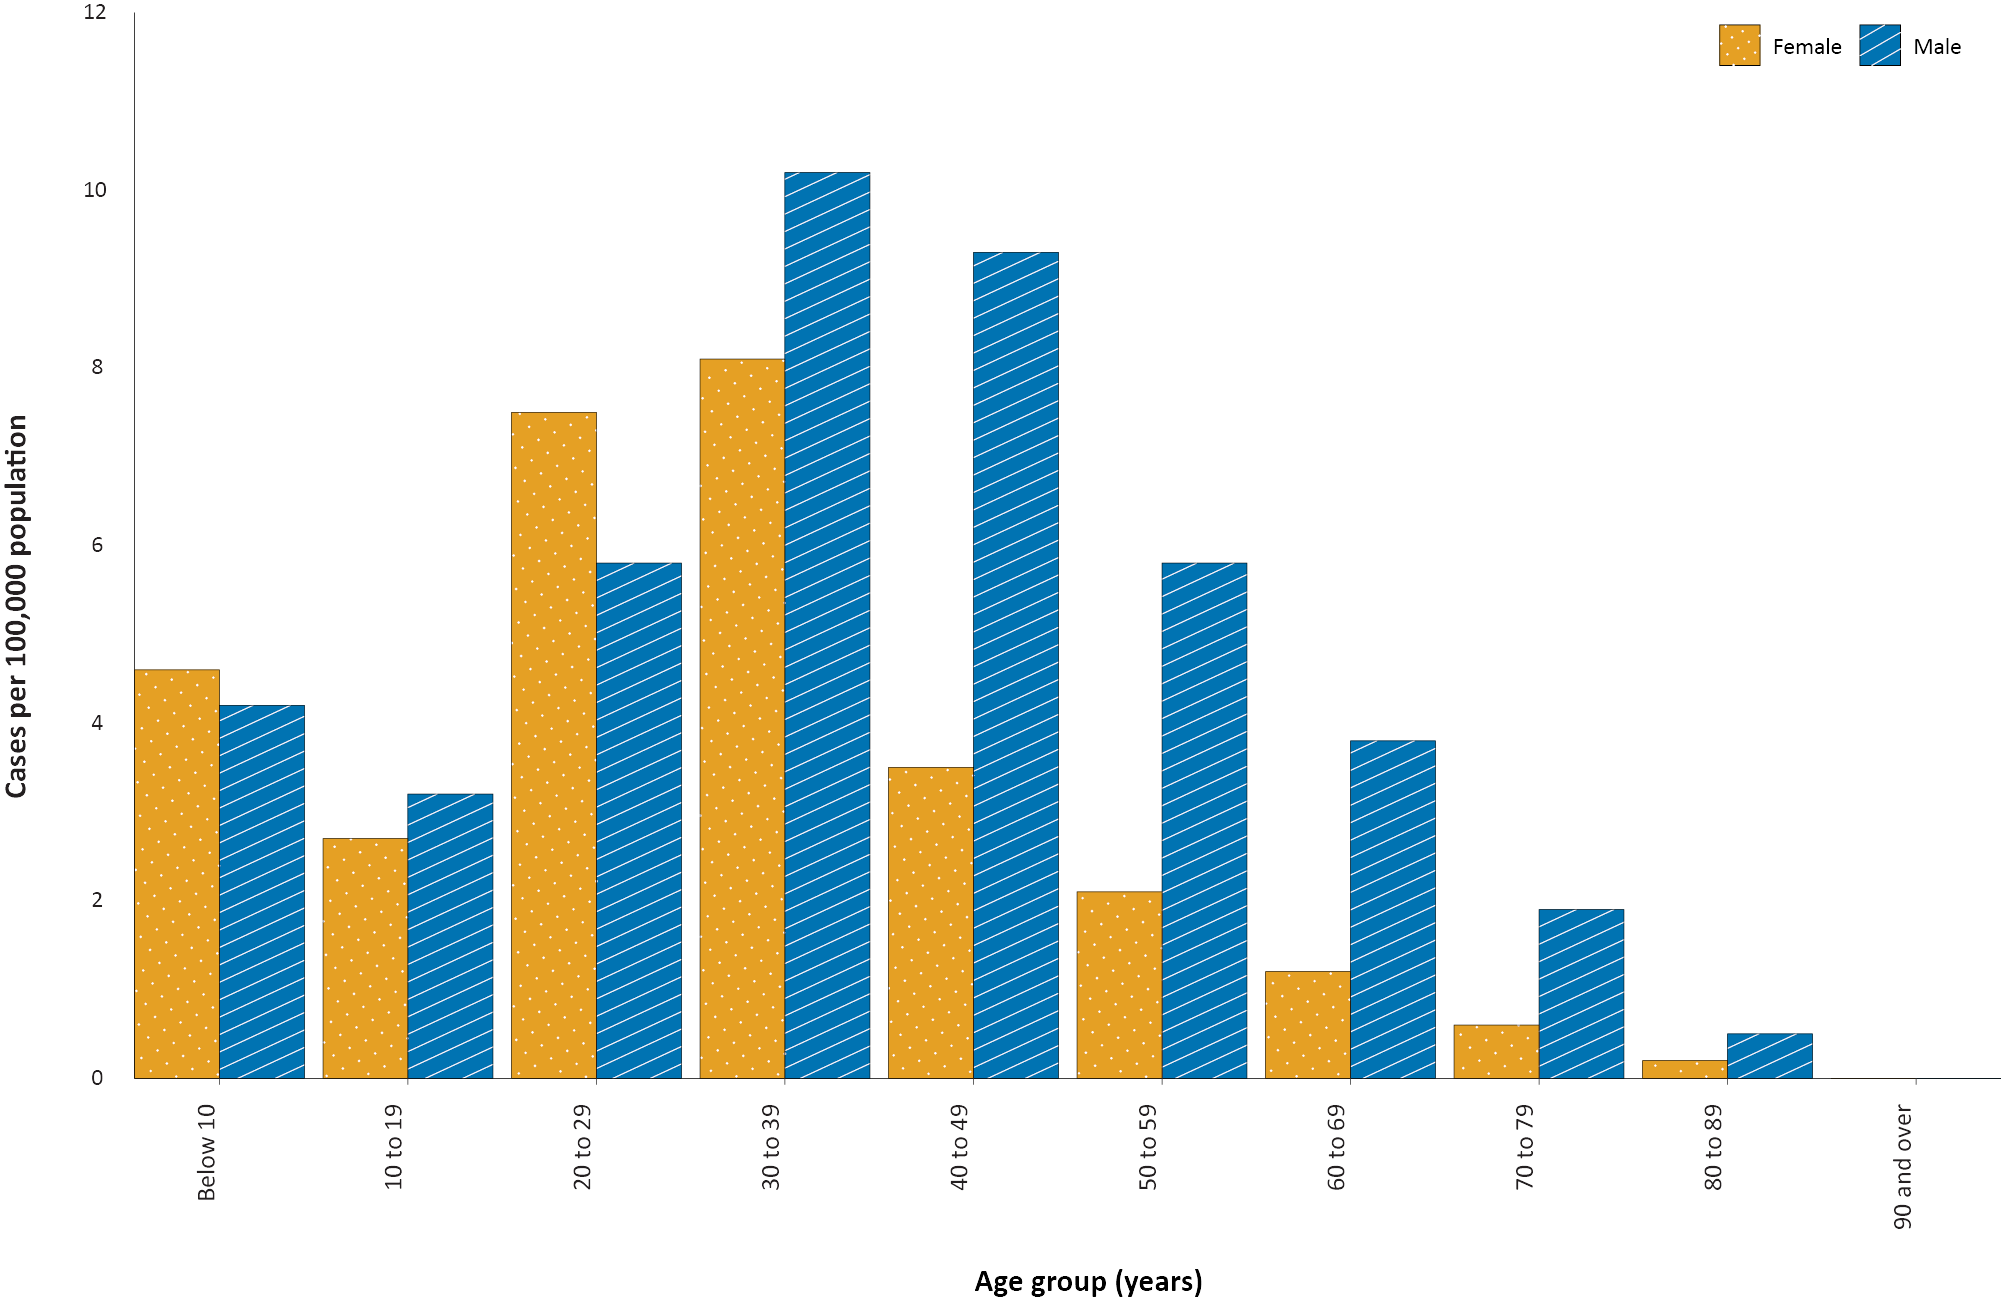 12
10
8
6
4
2
0
Cases per 100,000 population
Female
Male
Below 10
10 to 19
20 to 29
30 to 39
40 to 49
50 to 59
60 to 69
70 to 79
80 to 89
90 and over
Age group (years)